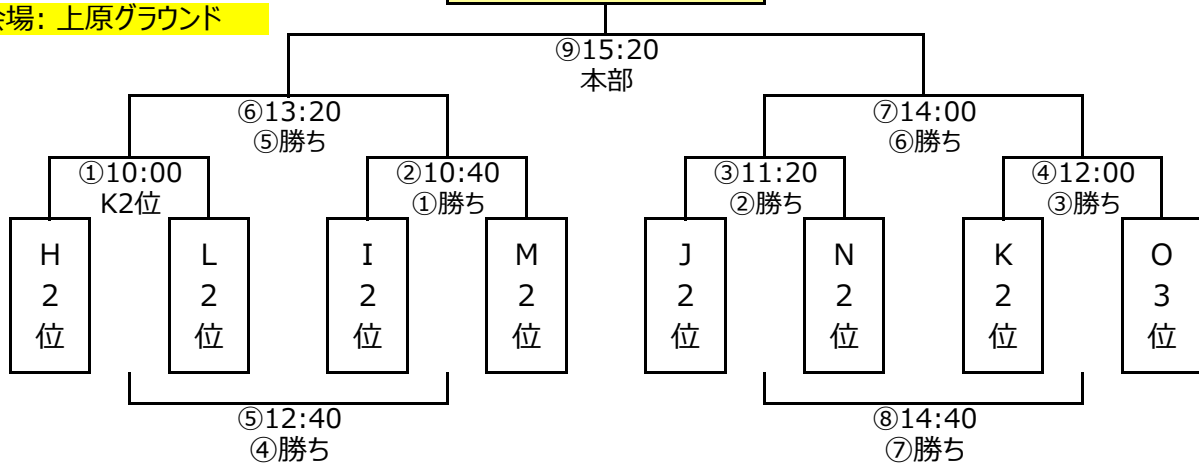 会場: 上原グラウンド
⑨15:20
本部
⑥13:20
⑤勝ち
⑦14:00
⑥勝ち
①10:00
K2位
②10:40
①勝ち
③11:20
②勝ち
④12:00
③勝ち
H
2
位
L
2
位
I
2
位
M
2
位
J
2
位
N
2
位
K
2
位
O
3
位
⑤12:40
④勝ち
⑧14:40
⑦勝ち